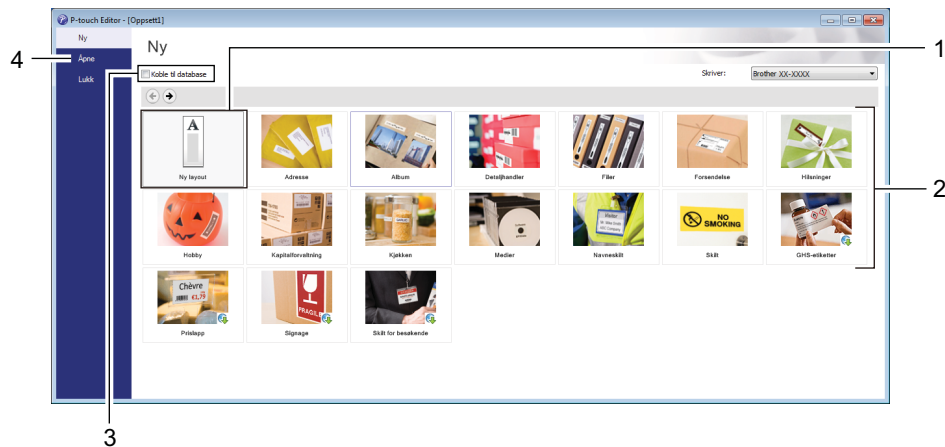 P-touch Editor - [Oppsett1]
Ny
Åpne
Lukk
Ny
Koble til database
Skriver:
Brother XX-XXXX
A
Ny layout
Adresse
Album
Detaljhandler
Filer
Forsendelse
Hilsninger
Hobby
Kapitalforvaltning
Kjøkken
Medier
Visitor
Navneskilt
NO
SMOKING
Skilt
GHS-etiketter
Chèvre
€1,79
Prislapp
FRAGILE
Signage
Skilt for besøkende
1
2
3
4